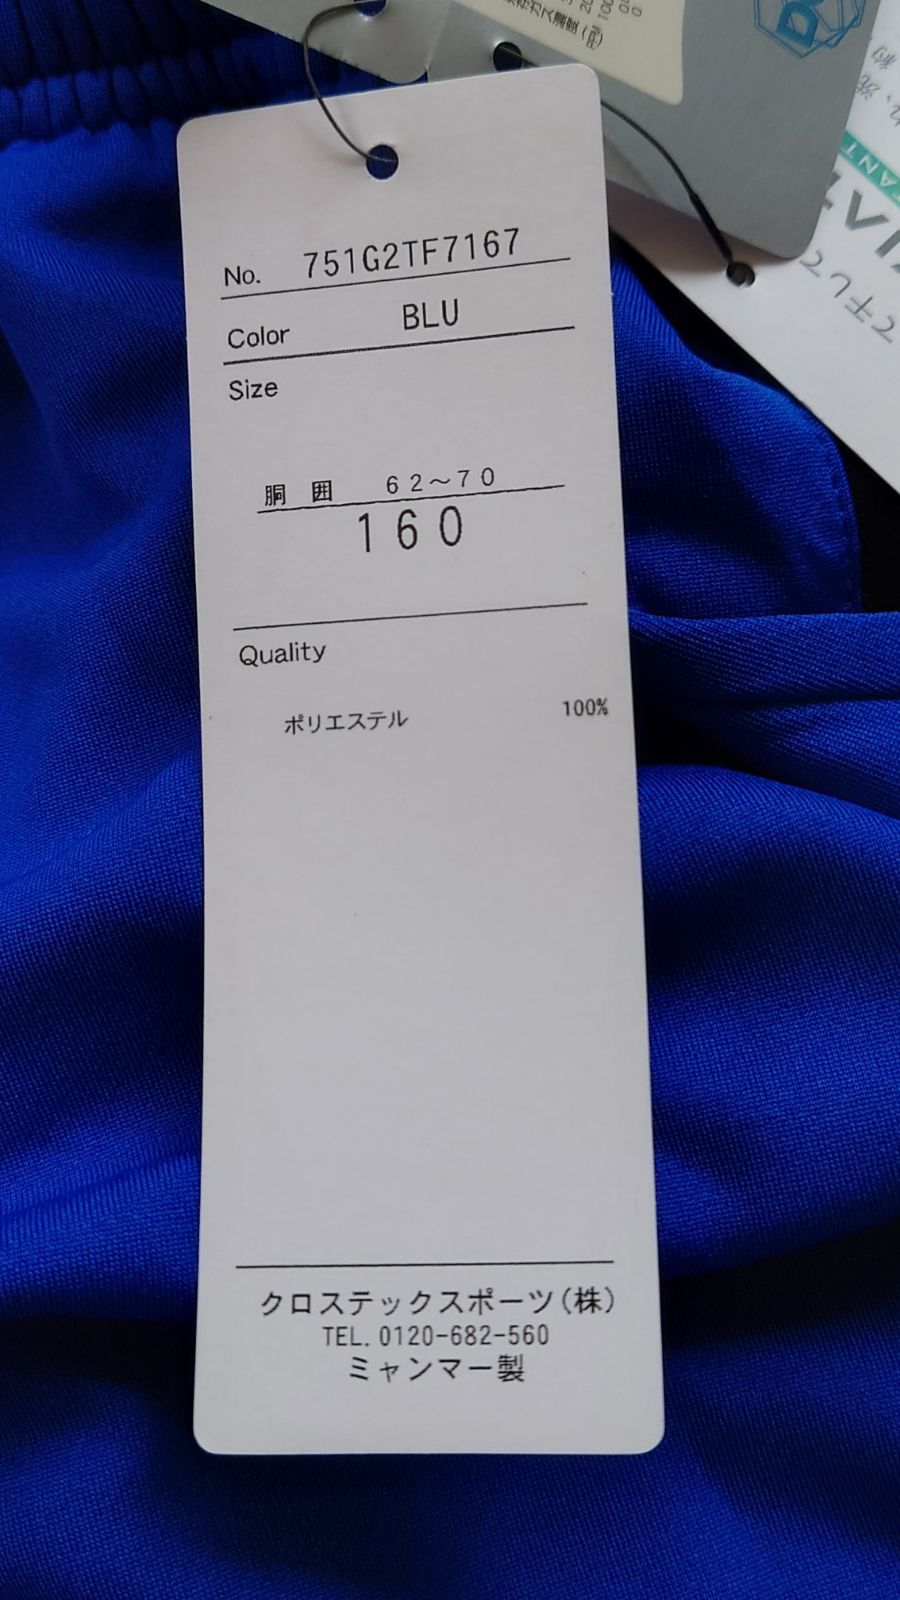 No. 751G2TF7167
Color BLU
Size
胴 囲 62～70
160
Quality
ポリエステル 100%
クロステックスポーツ(株)
TEL. 0120-682-560
ミャンマー製